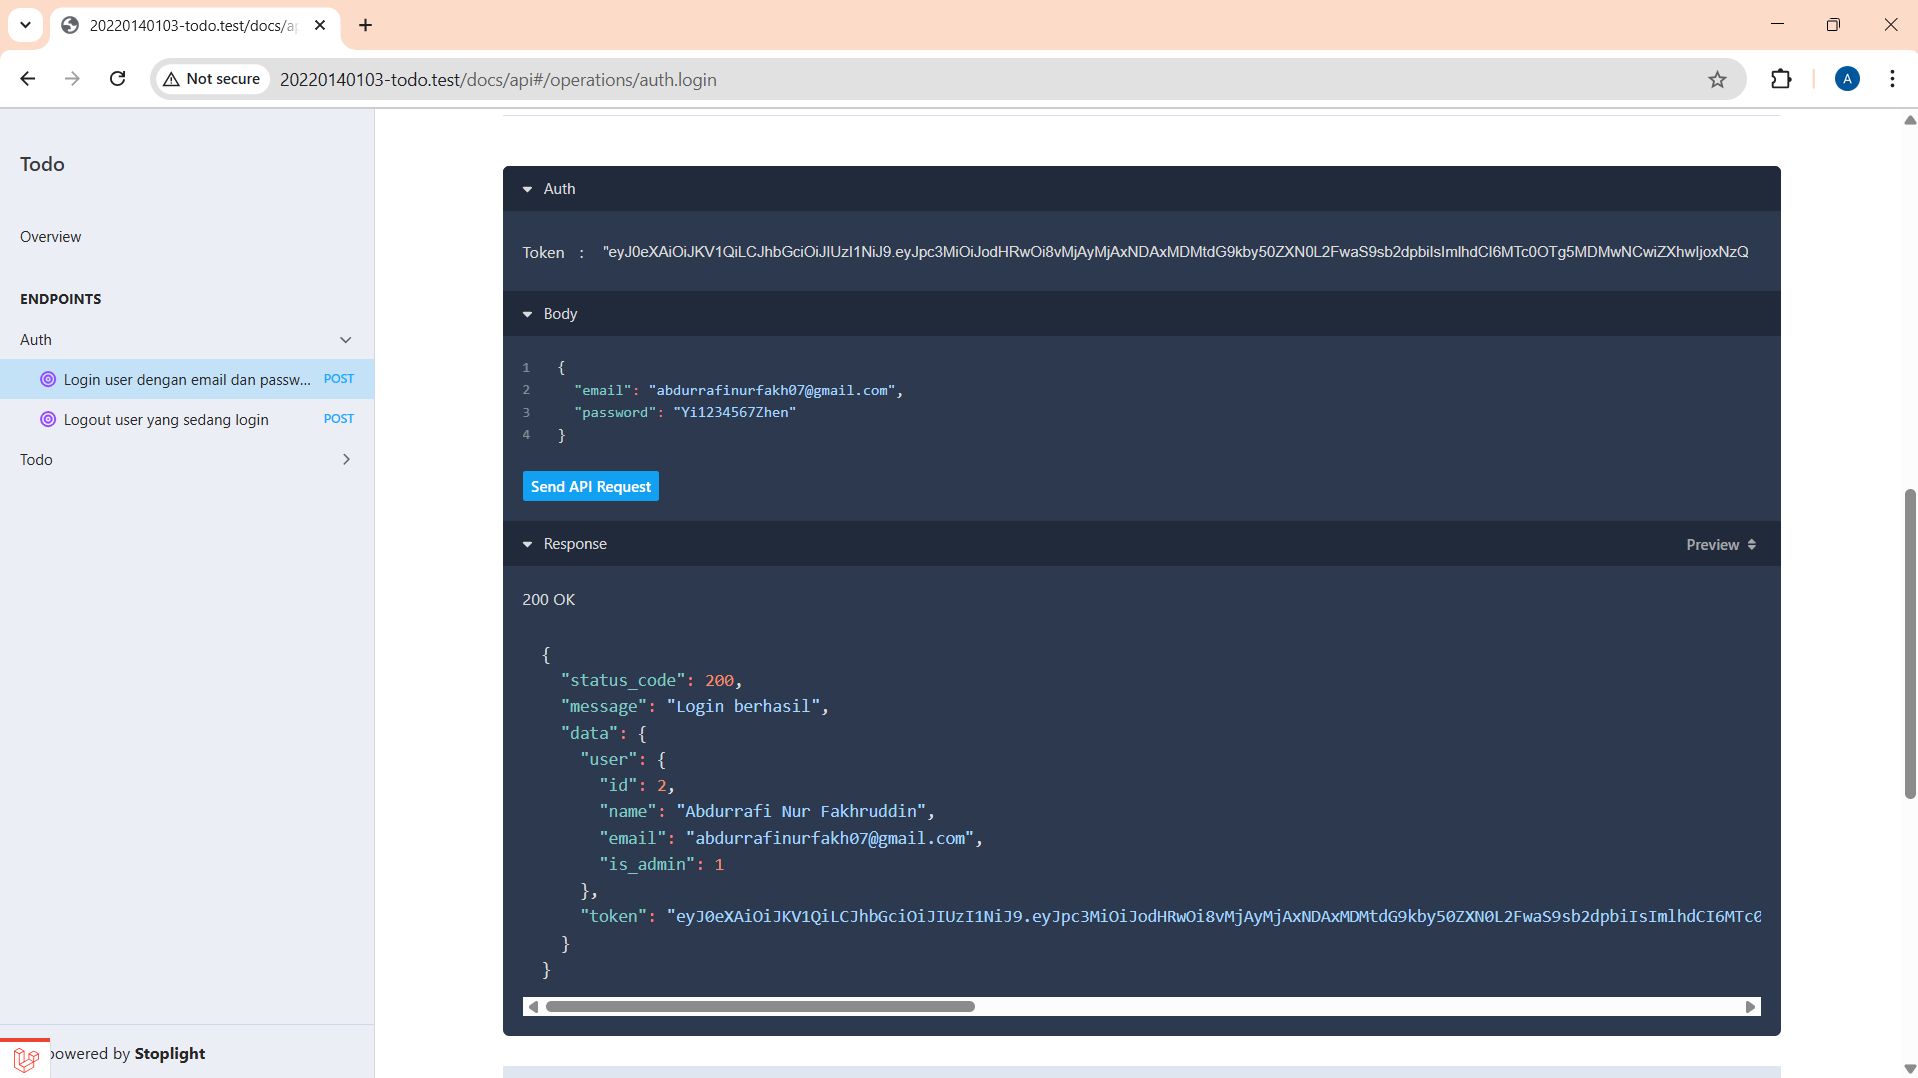 20220140103-todo.test/docs/ap
Not secure
20220140103-todo.test/docs/api#/operations/auth.login
A
Todo
Overview
ENDPOINTS
Auth
Login user dengan email dan passw... POST
Logout user yang sedang login POST
Todo
powered by Stoplight
Auth
Token : "eyJ0eXAiOiJKV1QiLCJhbGciOiJIUzI1NiJ9.eyJpc3MiOiJodHRwOi8vMjAyMjAxNDAxMDMtdG9kby50ZXN0L2FwaS9sb2dpbiIsImlhdCI6MTc0OTg5MDMwNCwiZXhwIjoxNzQ
Body
1 {
2 "email": "abdurrafinurfakh07@gmail.com",
3 "password": "Yi1234567Zhen"
4 }
Send API Request
Response Preview
200 OK
{
"status_code": 200,
"message": "Login berhasil",
"data": {
"user": {
"id": 2,
"name": "Abdurrafi Nur Fakhruddin",
"email": "abdurrafinurfakh07@gmail.com",
"is_admin": 1
},
"token": "eyJ0eXAiOiJKV1QiLCJhbGciOiJIUzI1NiJ9.eyJpc3MiOiJodHRwOi8vMjAyMjAxNDAxMDMtdG9kby50ZXN0L2FwaS9sb2dpbiIsImlhdCI6MTc0
}
}